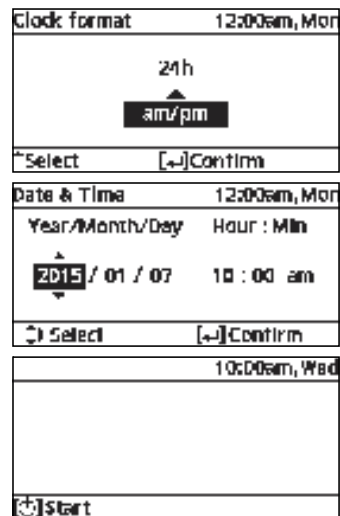 Clock format 12:00am, Mon
24h
am/pm
Select [↵]Confirm
Date & Time 12:00am, Mon
Year/Month/Day Hour : Min
2015 / 01 / 07 10 : 00 am
Select [↵]Confirm
10:00am, Wed
[⏻]Start